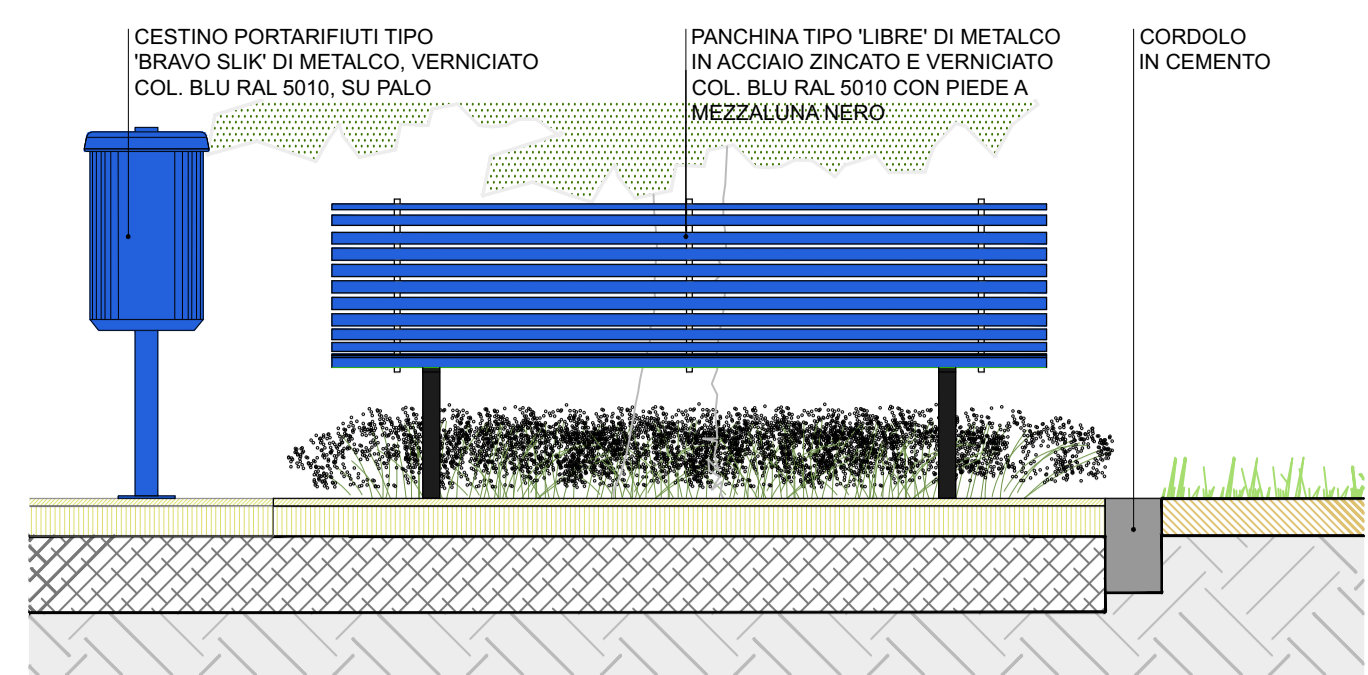 CESTINO PORTARIFIUTI TIPO
'BRAVO SLIK' DI METALCO, VERNICIATO
COL. BLU RAL 5010, SU PALO
PANCHINA TIPO 'LIBRE' DI METALCO
IN ACCIAIO ZINCATO E VERNICIATO
COL. BLU RAL 5010 CON PIEDE A
MEZZALUNA NERO
CORDOLO
IN CEMENTO